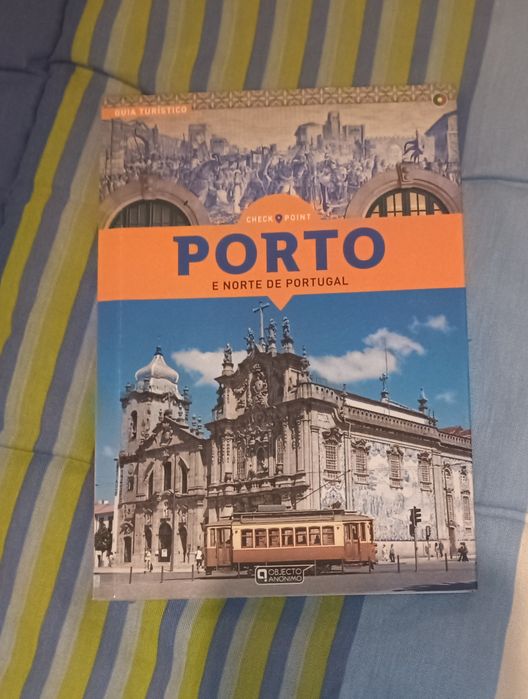 GUIA TURÍSTICO
CHECK POINT
PORTO
E NORTE DE PORTUGAL
OBJECTO
ANÓNIMO